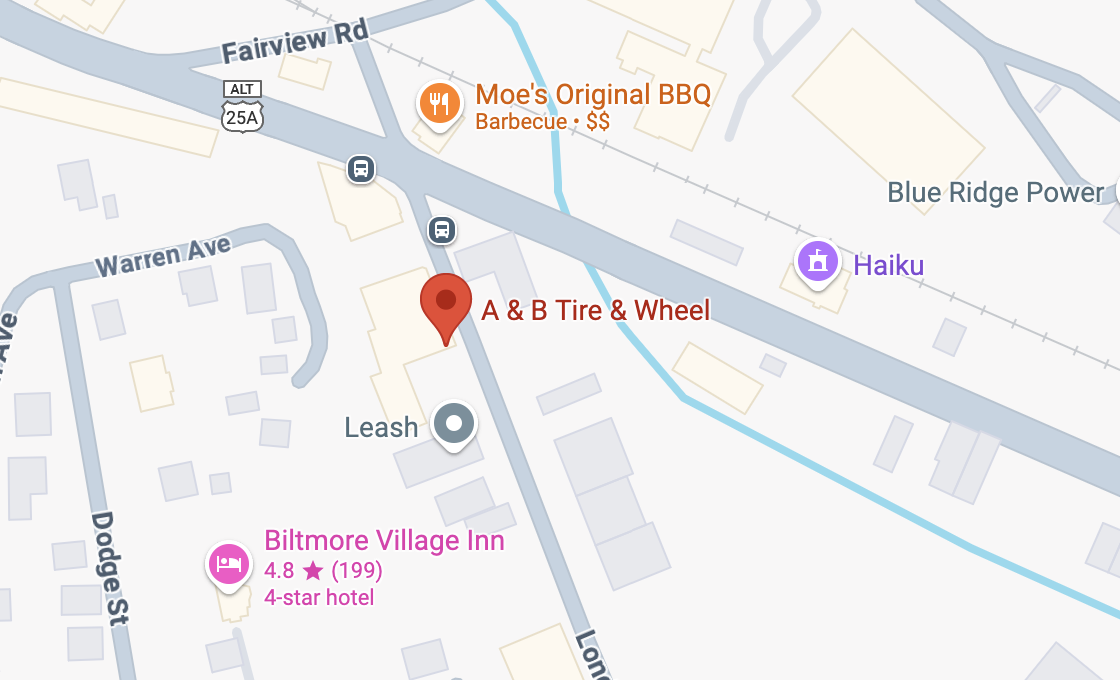 Fairview Rd
ALT
25A
Moe's Original BBQ
Barbecue • $$
Blue Ridge Power
Warren Ave
Haiku
A & B Tire & Wheel
Ave
Leash
Dodge St
Biltmore Village Inn
4.8 ★ (199)
4-star hotel